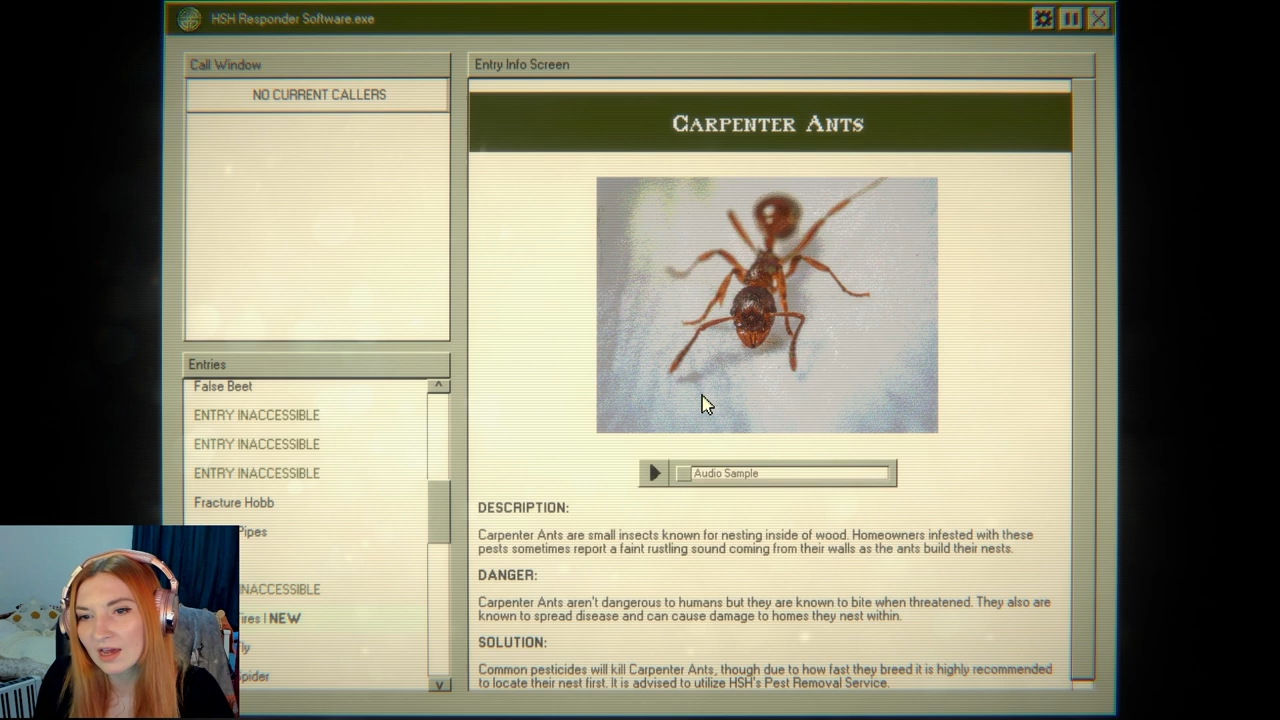 HSH Responder Software.exe
Call Window
NO CURRENT CALLERS
Entries
False Beet
ENTRY INACCESSIBLE
ENTRY INACCESSIBLE
ENTRY INACCESSIBLE
Fracture Hobb
Pipes
INACCESSIBLE
ires | NEW
ly
pider
Entry Info Screen
CARPENTER ANTS
Audio Sample
DESCRIPTION:
Carpenter Ants are small insects known for nesting inside of wood. Homeowners infested with these
pests sometimes report a faint rustling sound coming from their walls as the ants build their nests.
DANGER:
Carpenter Ants aren't dangerous to humans but they are known to bite when threatened. They also are
known to spread disease and can cause damage to homes they nest within.
SOLUTION:
Common pesticides will kill Carpenter Ants, though due to how fast they breed it is highly recommended
to locate their nest first. It is advised to utilize HSH's Pest Removal Service.